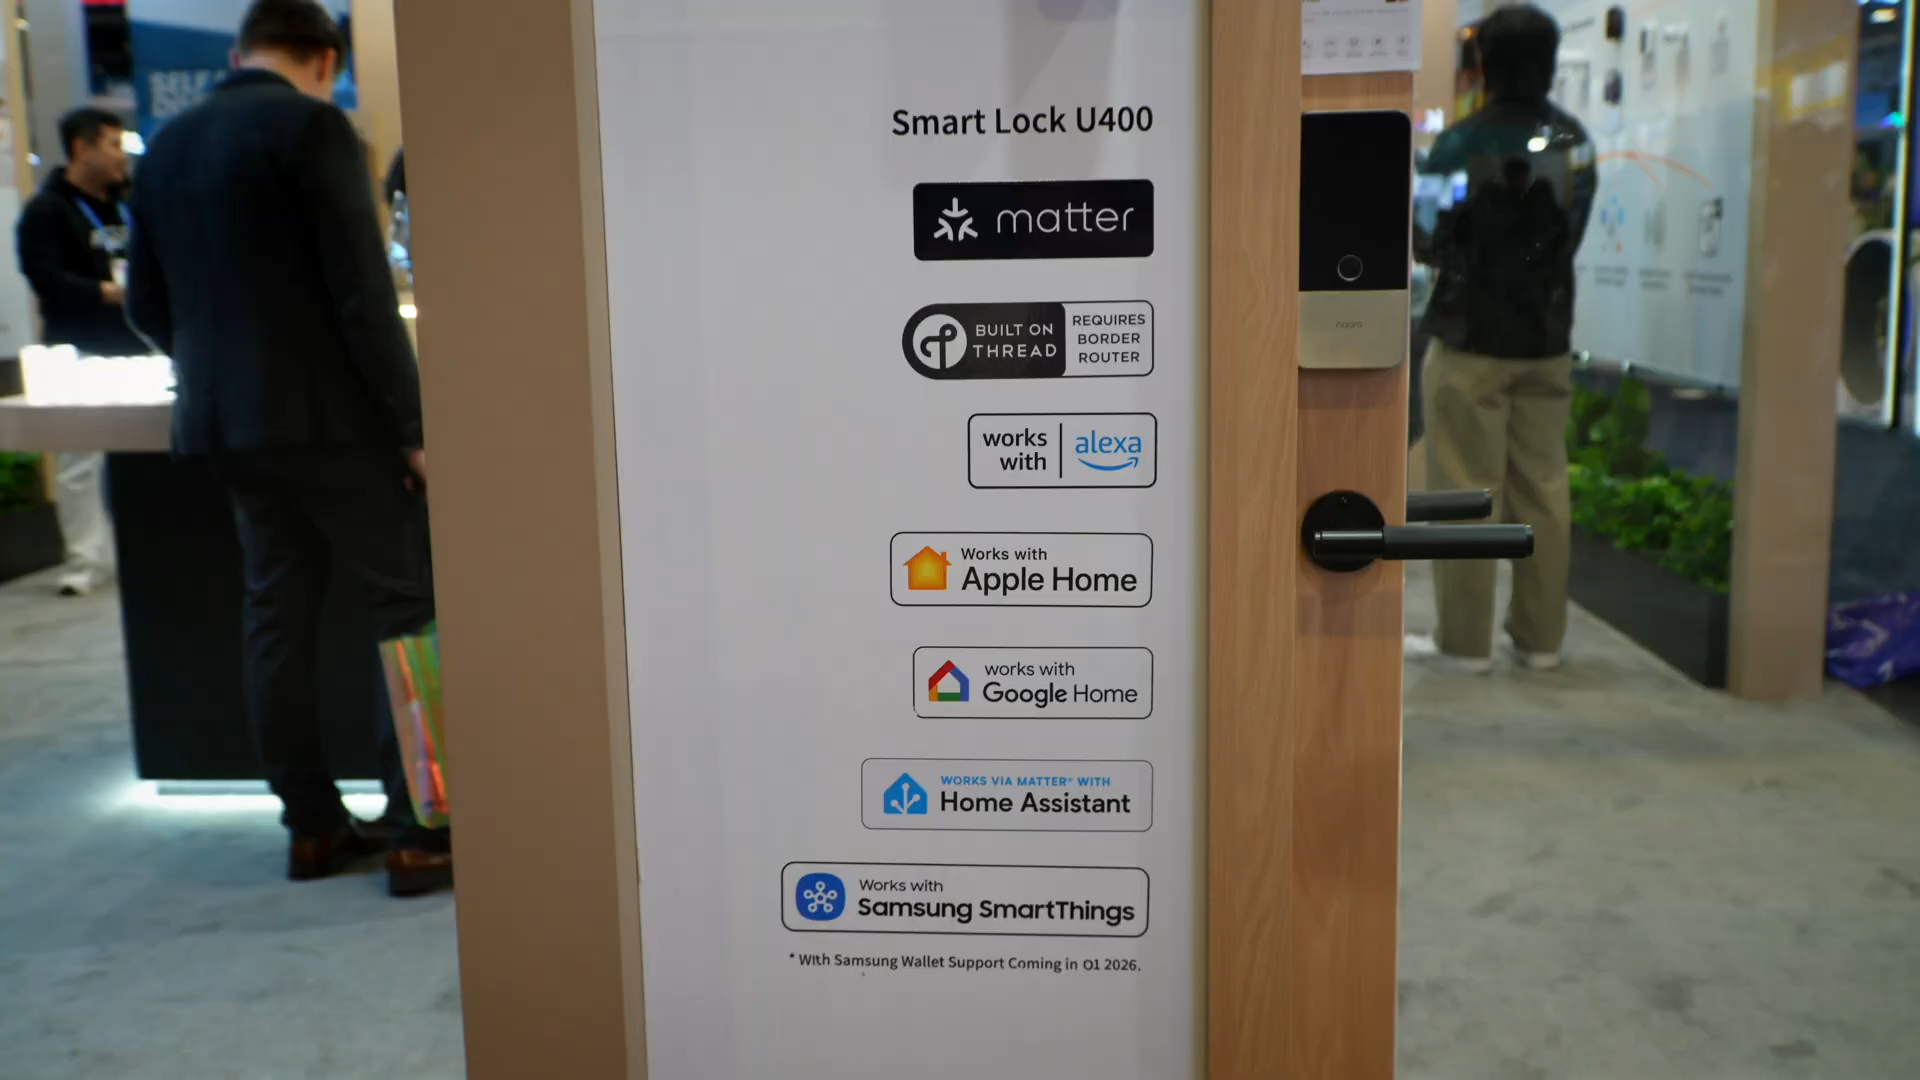 Smart Lock U400
matter
BUILT ON
THREAD
REQUIRES
BORDER
ROUTER
works
with
alexa
Works with
Apple Home
works with
Google Home
WORKS VIA MATTER® WITH
Home Assistant
Works with
Samsung SmartThings
* With Samsung Wallet Support Coming in Q1 2026.